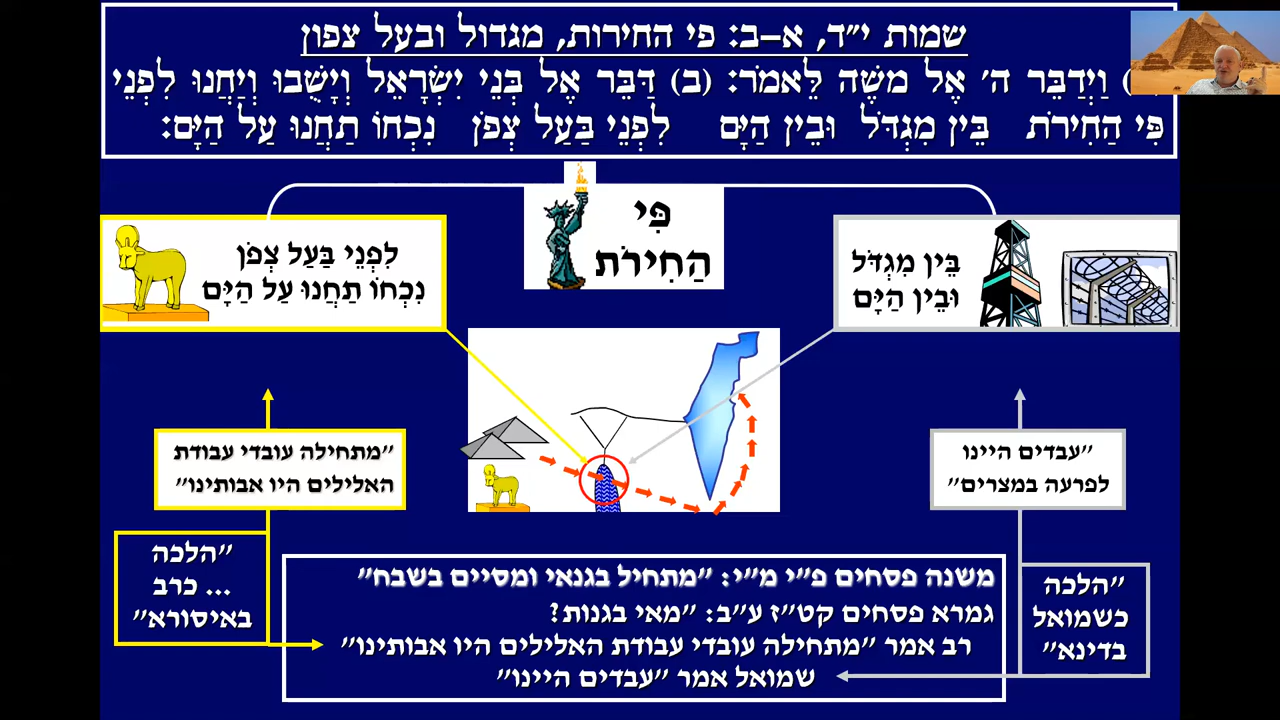 שמות י״ד, א–ב: פי החירות, מגדול ובעל צפון
) וַיְדַבֵּר ה׳ אֶל מֹשֶׁה לֵּאמֹר: (ב) דַּבֵּר אֶל בְּנֵי יִשְׂרָאֵל וְיָשֻׁבוּ וְיַחֲנוּ לִפְנֵי
פִּי הַחִירֹת בֵּין מִגְדֹּל וּבֵין הַיָּם לִפְנֵי בַּעַל צְפֹן נִכְחוֹ תַחֲנוּ עַל הַיָּם:
פִּי
הַחִירֹת
בֵּין מִגְדֹּל
וּבֵין הַיָּם
לִפְנֵי בַּעַל צְפֹן
נִכְחוֹ תַחֲנוּ עַל הַיָּם
״עבדים היינו
לפרעה במצרים״
״מתחילה עובדי עבודת
האלילים היו אבותינו״
״הלכה
כשמואל
בדינא״
״הלכה
... כרב
באיסורא״
משנה פסחים פ״י מ״י: ״מתחיל בגנאי ומסיים בשבח״
גמרא פסחים קט״ז ע״ב: ״מאי בגנות?
רב אמר ״מתחילה עובדי עבודת האלילים היו אבותינו״
שמואל אמר ״עבדים היינו״